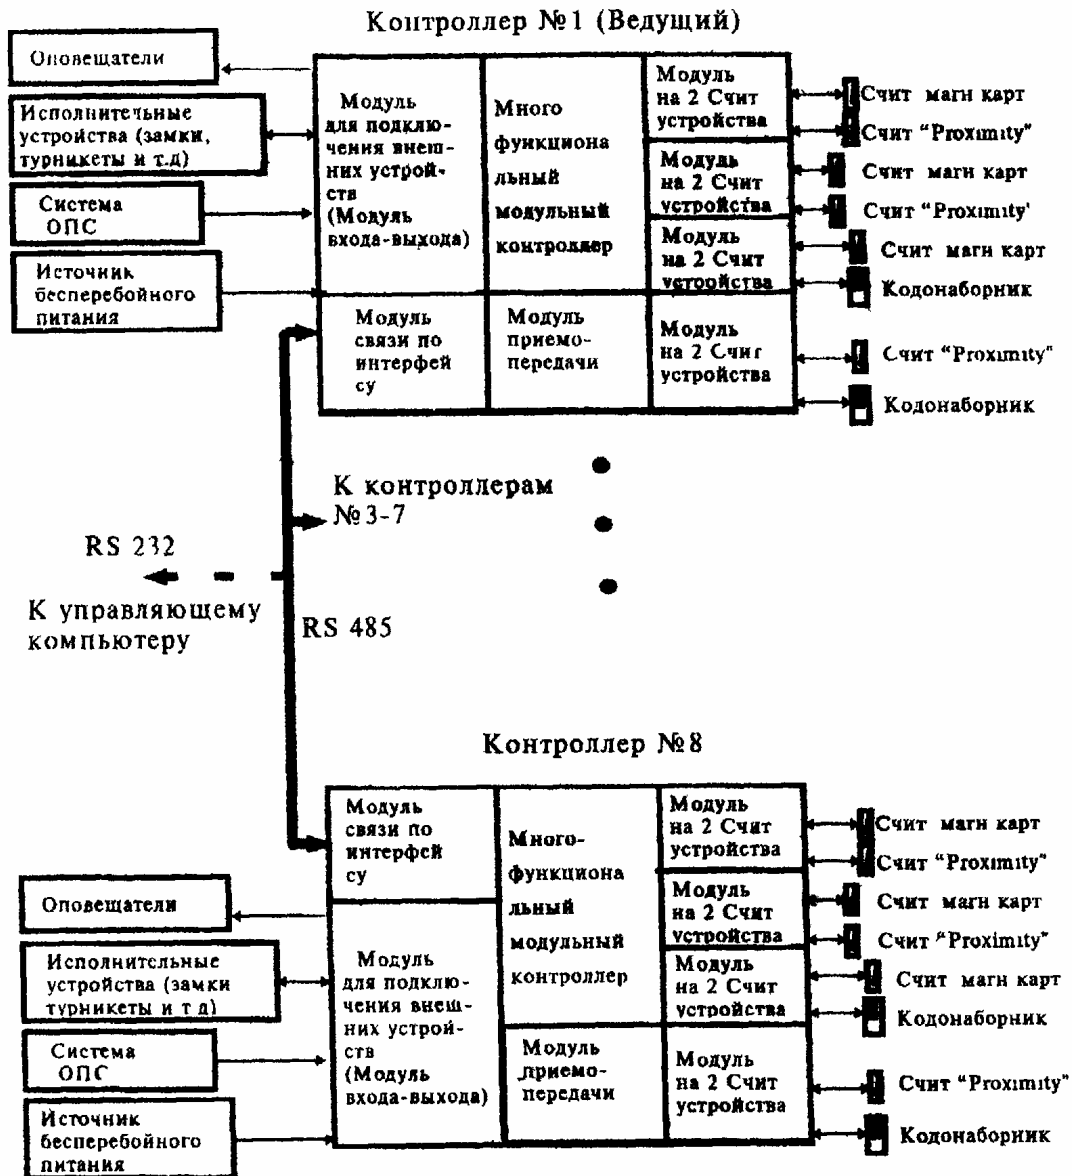 Контроллер №1 (Ведущий)
Оповещатели
Исполнительные
устройства (замки,
турникеты и т.д)
Система
ОПС
Источник
бесперебойного
питания
Модуль
для подклю-
чения внеш-
них устрой-
ств
(Модуль
входа-выхода)
Много
функциона
льный
модульный
контроллер
Модуль
на 2 Счит
устройства
Модуль
на 2 Счит
устройства
Модуль
на 2 Счит
устройства
Модуль
связи по
интерфей
су
Модуль
приемо-
передачи
Модуль
на 2 Счит
устройства
Счит магн карт
Счит "Proximity"
Счит магн карт
Счит "Proximity'
Счит магн карт
Кодонаборник
Счит "Proximity"
Кодонаборник
К контроллерам
№3-7
RS 232
К управляющему
компьютеру
RS 485
Контроллер №8
Модуль
связи по
интерфей
су
Много-
функциона
льный
модульный
контроллер
Модуль
на 2 Счит
устройства
Модуль
на 2 Счит
устройства
Модуль
на 2 Счит
устройства
Оповещатели
Исполнительные
устройства (замки
турникеты и т д)
Система
ОПС
Источник
бесперебойного
питания
Модуль
для подклю-
чения внеш-
них устрой-
ств
(Модуль
входа-выхода)
Модуль
приемо-
передачи
Модуль
на 2 Счит
устройства
Счит магн карт
Счит "Proximity"
Счит магн карт
Счит "Proximity"
Счит магн карт
Кодонаборник
Счит "Proximity"
Кодонаборник